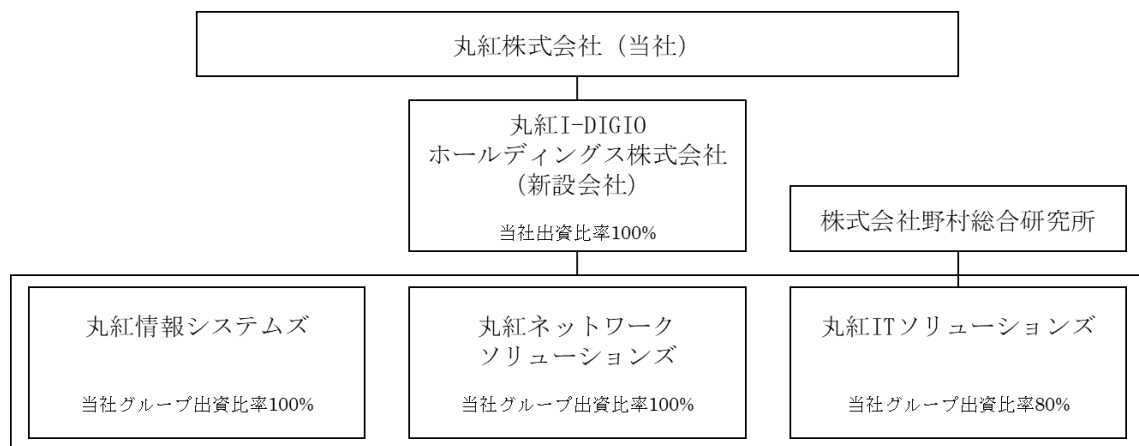 丸紅株式会社（当社）
丸紅I-DIGIO
ホールディングス株式会社
（新設会社）
当社出資比率100%
株式会社野村総合研究所
丸紅情報システムズ
当社グループ出資比率100%
丸紅ネットワーク
ソリューションズ
当社グループ出資比率100%
丸紅ITソリューションズ
当社グループ出資比率80%